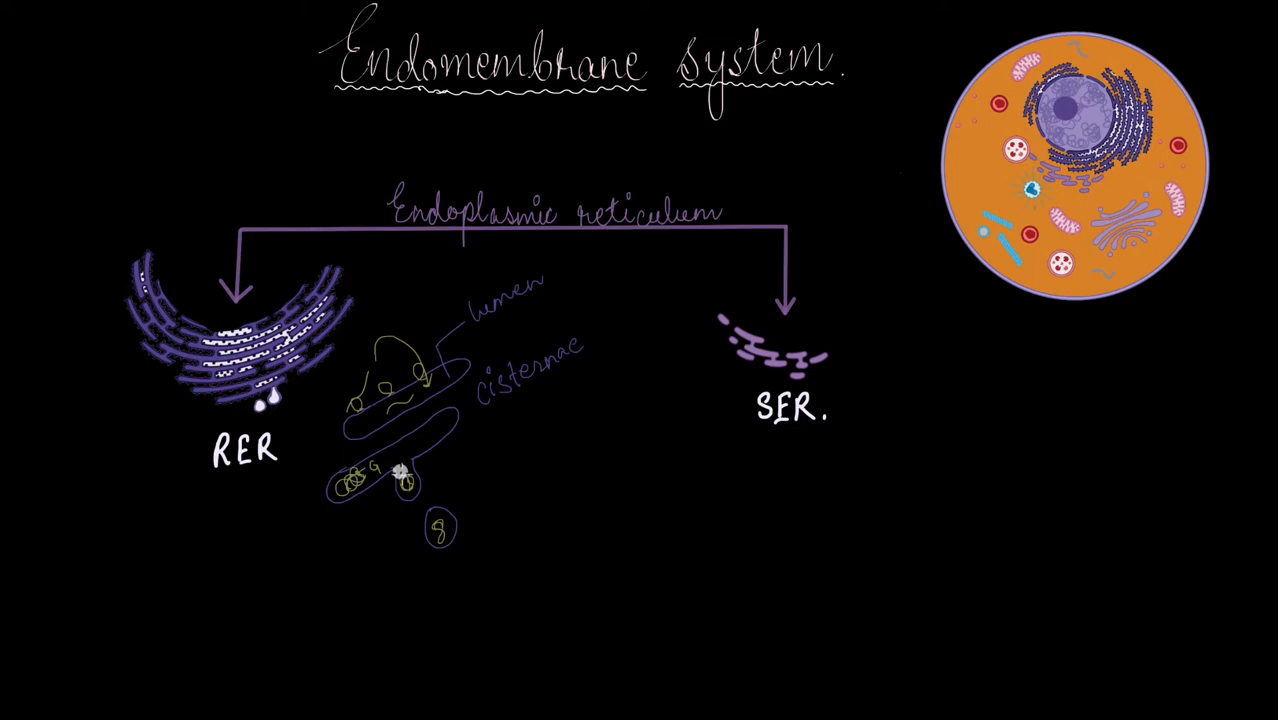 Endomembrane system.
Endoplasmic reticulum
lumen
cisternae
RER
SER.